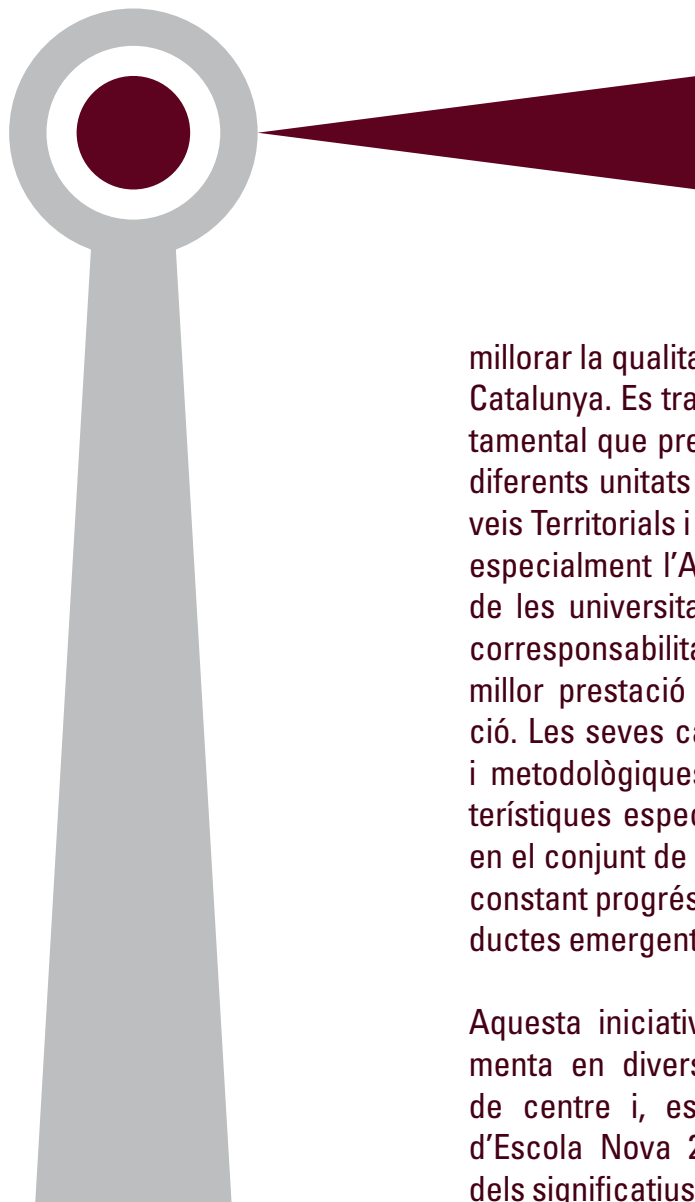 millorar la qualita
Catalunya. Es tra
tamental que pre
diferents unitats
veis Territorials i
especialment l’A
de les universita
corresponsabilita
millor prestació
ció. Les seves ca
i metodològiques
terístiques espec
en el conjunt de
constant progrés
ductes emergent
Aquesta iniciativ
menta en divers
de centre i, es
d’Escola Nova 2
dels significatius